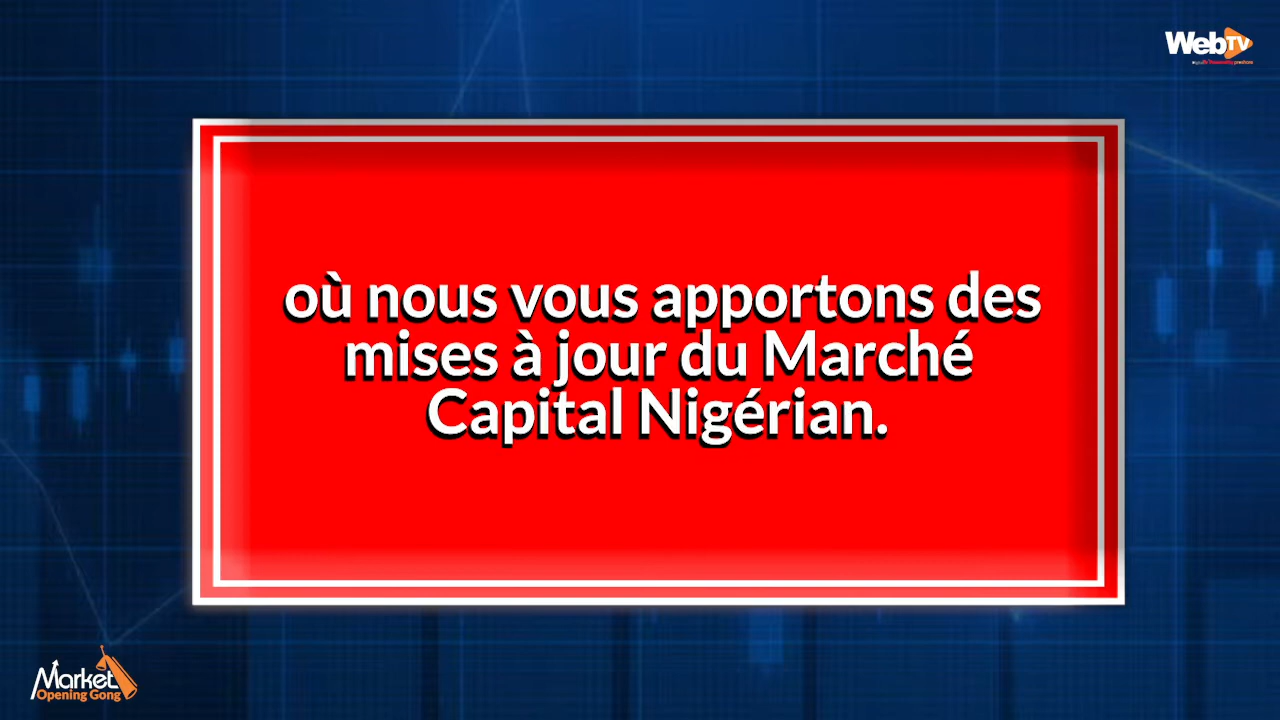 WebTV
où nous vous apportons des
mises à jour du Marché
Capital Nigérian.
Market
Opening Gong